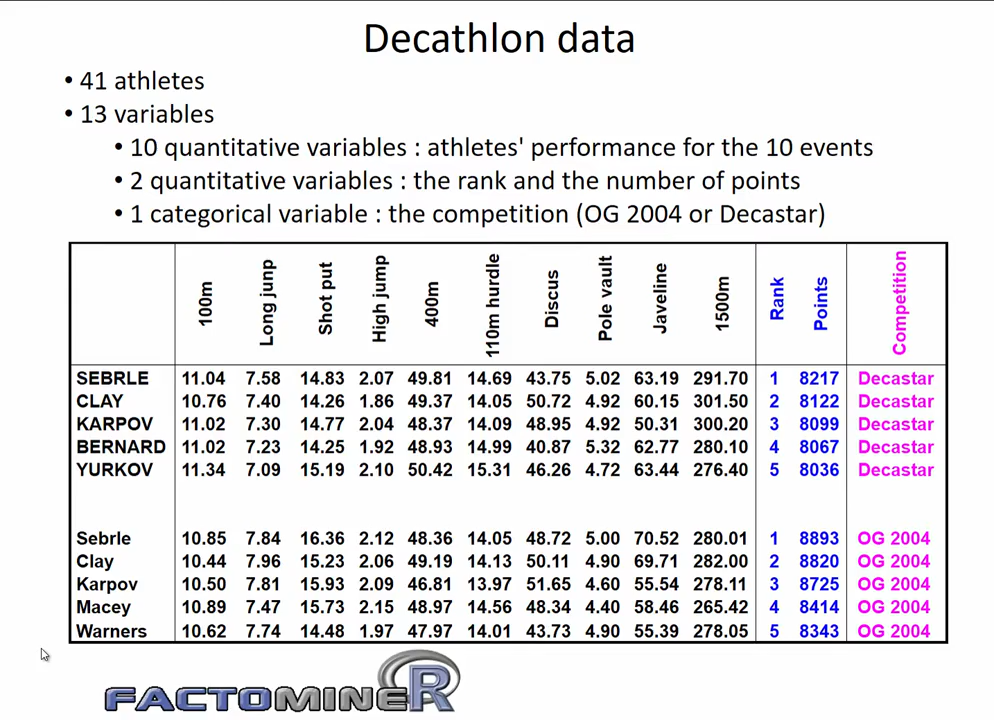 Decathlon data
• 41 athletes
• 13 variables
• 10 quantitative variables : athletes' performance for the 10 events
• 2 quantitative variables : the rank and the number of points
• 1 categorical variable : the competition (OG 2004 or Decastar)
100m Long junp Shot put High jump 400m 110m hurdle Discus Pole vault Javeline 1500m Rank Points Competition
SEBRLE 11.04 7.58 14.83 2.07 49.81 14.69 43.75 5.02 63.19 291.70 1 8217 Decastar
CLAY 10.76 7.40 14.26 1.86 49.37 14.05 50.72 4.92 60.15 301.50 2 8122 Decastar
KARPOV 11.02 7.30 14.77 2.04 48.37 14.09 48.95 4.92 50.31 300.20 3 8099 Decastar
BERNARD 11.02 7.23 14.25 1.92 48.93 14.99 40.87 5.32 62.77 280.10 4 8067 Decastar
YURKOV 11.34 7.09 15.19 2.10 50.42 15.31 46.26 4.72 63.44 276.40 5 8036 Decastar
Sebrle 10.85 7.84 16.36 2.12 48.36 14.05 48.72 5.00 70.52 280.01 1 8893 OG 2004
Clay 10.44 7.96 15.23 2.06 49.19 14.13 50.11 4.90 69.71 282.00 2 8820 OG 2004
Karpov 10.50 7.81 15.93 2.09 46.81 13.97 51.65 4.60 55.54 278.11 3 8725 OG 2004
Macey 10.89 7.47 15.73 2.15 48.97 14.56 48.34 4.40 58.46 265.42 4 8414 OG 2004
Warners 10.62 7.74 14.48 1.97 47.97 14.01 43.73 4.90 55.39 278.05 5 8343 OG 2004
FACTOMINER